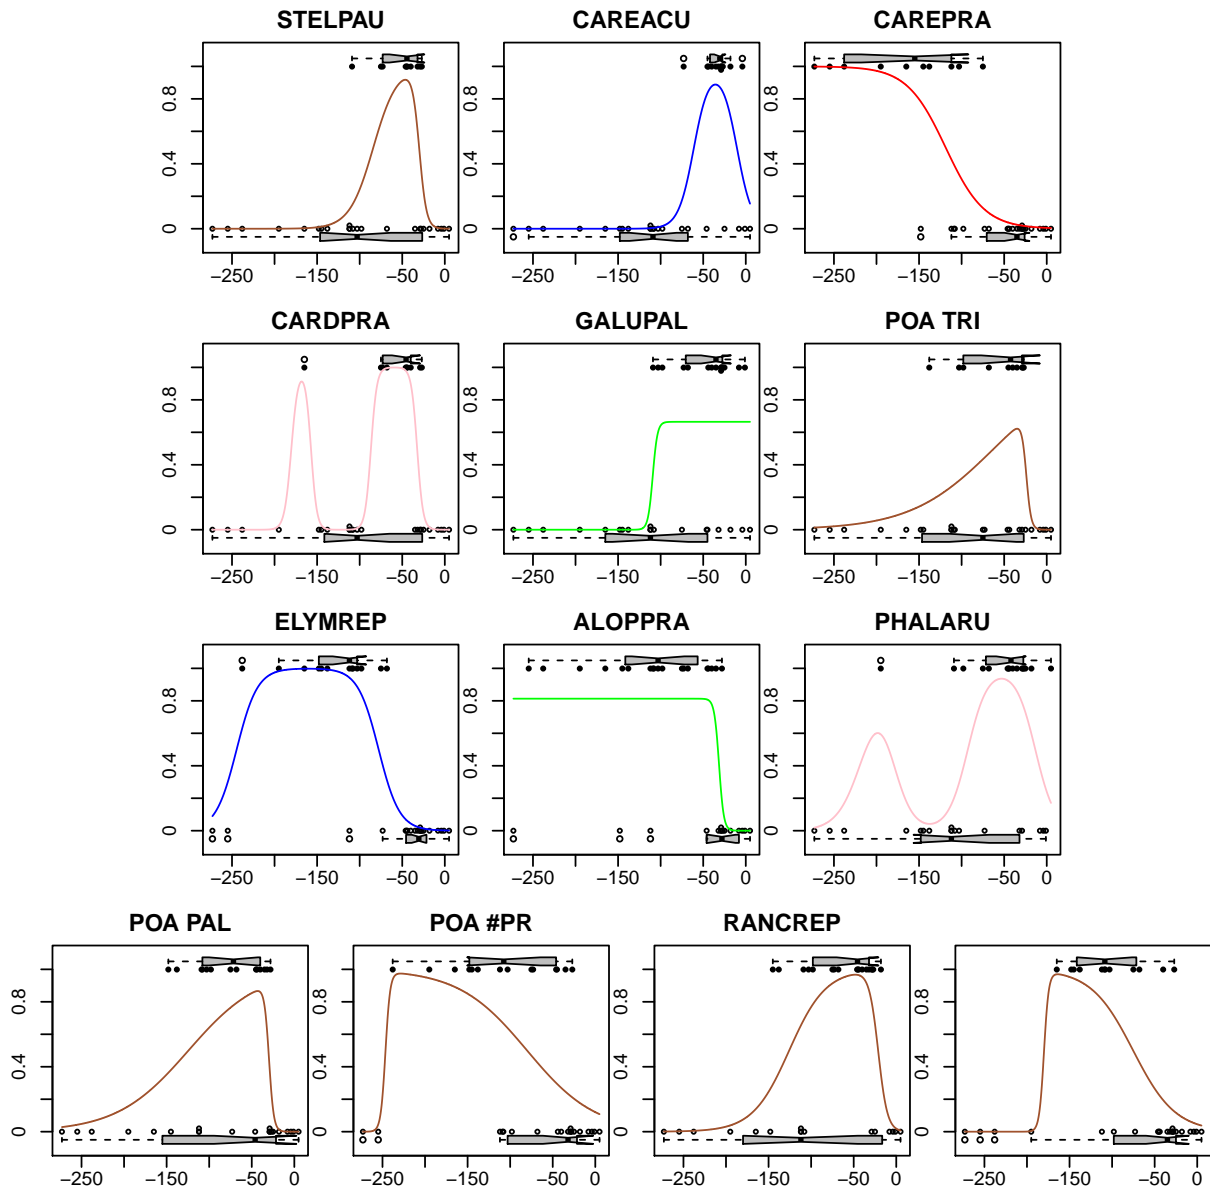 STELPAU CAREACU CAREPRA
0.8 0.8 0.8
0.4 0.4 0.4
0 0 0
−250 −150 −50 0 −250 −150 −50 0 −250 −150 −50 0
CARDPRA GALUPAL POA TRI
0.8 0.8 0.8
0.4 0.4 0.4
0 0 0
−250 −150 −50 0 −250 −150 −50 0 −250 −150 −50 0
ELYMREP ALOPPRA PHALARU
0.8 0.8 0.8
0.4 0.4 0.4
0 0 0
−250 −150 −50 0 −250 −150 −50 0 −250 −150 −50 0
POA PAL POA #PR RANCREP
0.8 0.8 0.8 0.8
0.4 0.4 0.4 0.4
0 0 0 0
−250 −150 −50 0 −250 −150 −50 0 −250 −150 −50 0 −250 −150 −50 0